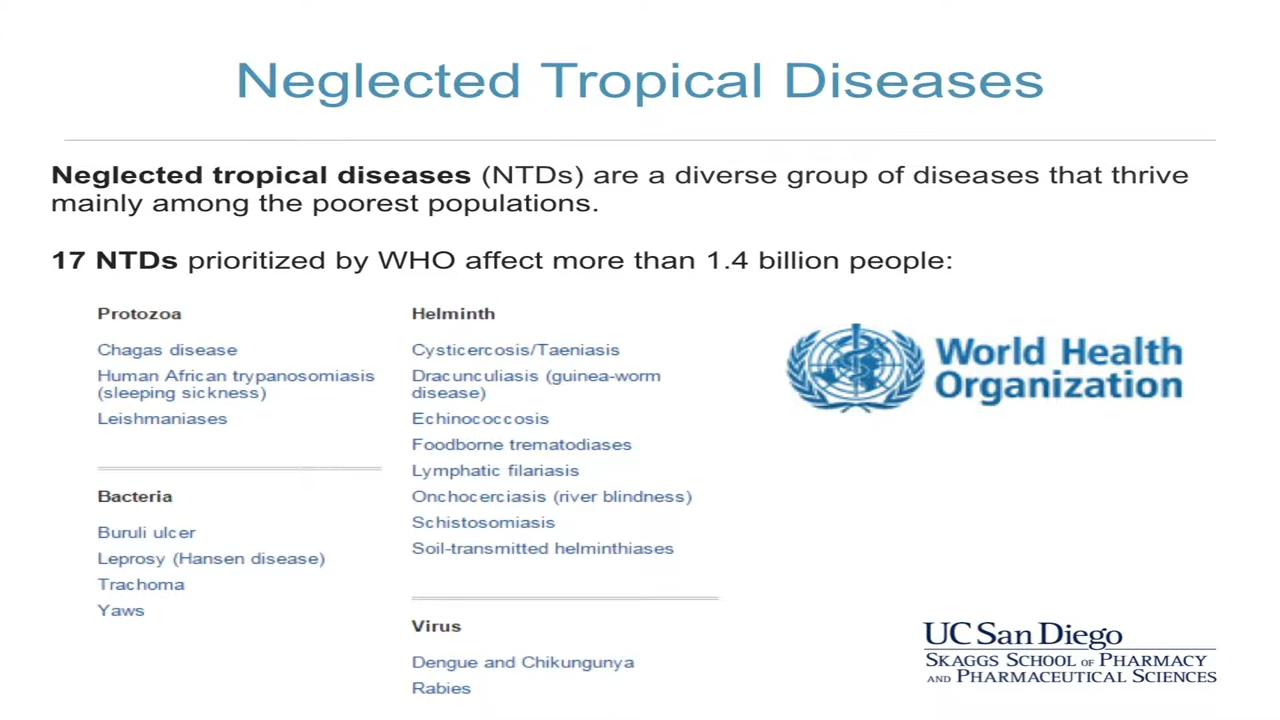 Neglected Tropical Diseases
Neglected tropical diseases (NTDs) are a diverse group of diseases that thrive
mainly among the poorest populations.
17 NTDs prioritized by WHO affect more than 1.4 billion people:
Protozoa
Chagas disease
Human African trypanosomiasis
(sleeping sickness)
Leishmaniases
Bacteria
Buruli ulcer
Leprosy (Hansen disease)
Trachoma
Yaws
Helminth
Cysticercosis/Taeniasis
Dracunculiasis (guinea-worm
disease)
Echinococcosis
Foodborne trematodiases
Lymphatic filariasis
Onchocerciasis (river blindness)
Schistosomiasis
Soil-transmitted helminthiases
Virus
Dengue and Chikungunya
Rabies
World Health
Organization
UC San Diego
SKAGGS SCHOOL OF PHARMACY
AND PHARMACEUTICAL SCIENCES